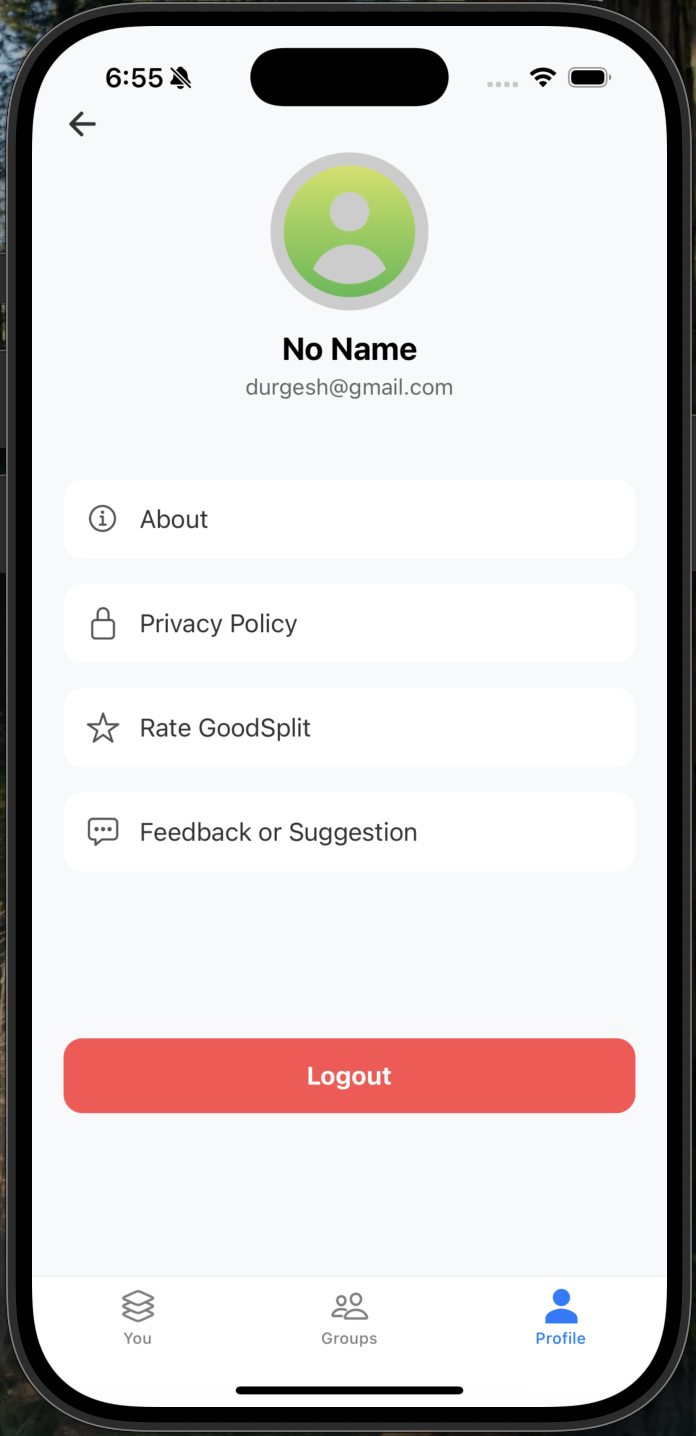 6:55
No Name
durgesh@gmail.com
About
Privacy Policy
Rate GoodSplit
Feedback or Suggestion
Logout
You
Groups
Profile